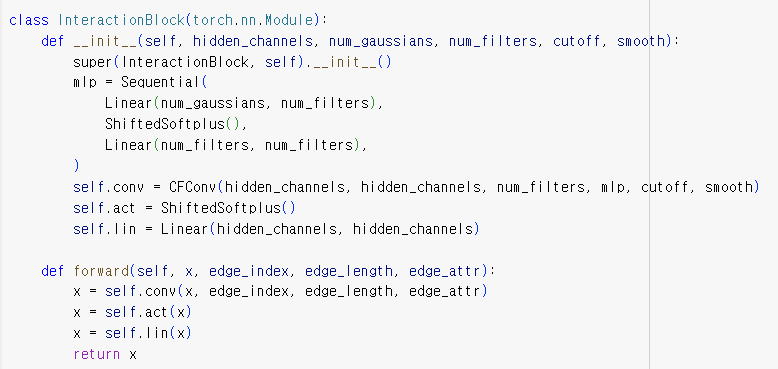 class InteractionBlock(torch.nn.Module):
    def __init__(self, hidden_channels, num_gaussians, num_filters, cutoff, smooth):
        super(InteractionBlock, self).__init__()
        mlp = Sequential(
            Linear(num_gaussians, num_filters),
            ShiftedSoftplus(),
            Linear(num_filters, num_filters),
        )
        self.conv = CFConv(hidden_channels, hidden_channels, num_filters, mlp, cutoff, smooth)
        self.act = ShiftedSoftplus()
        self.lin = Linear(hidden_channels, hidden_channels)

    def forward(self, x, edge_index, edge_length, edge_attr):
        x = self.conv(x, edge_index, edge_length, edge_attr)
        x = self.act(x)
        x = self.lin(x)
        return x